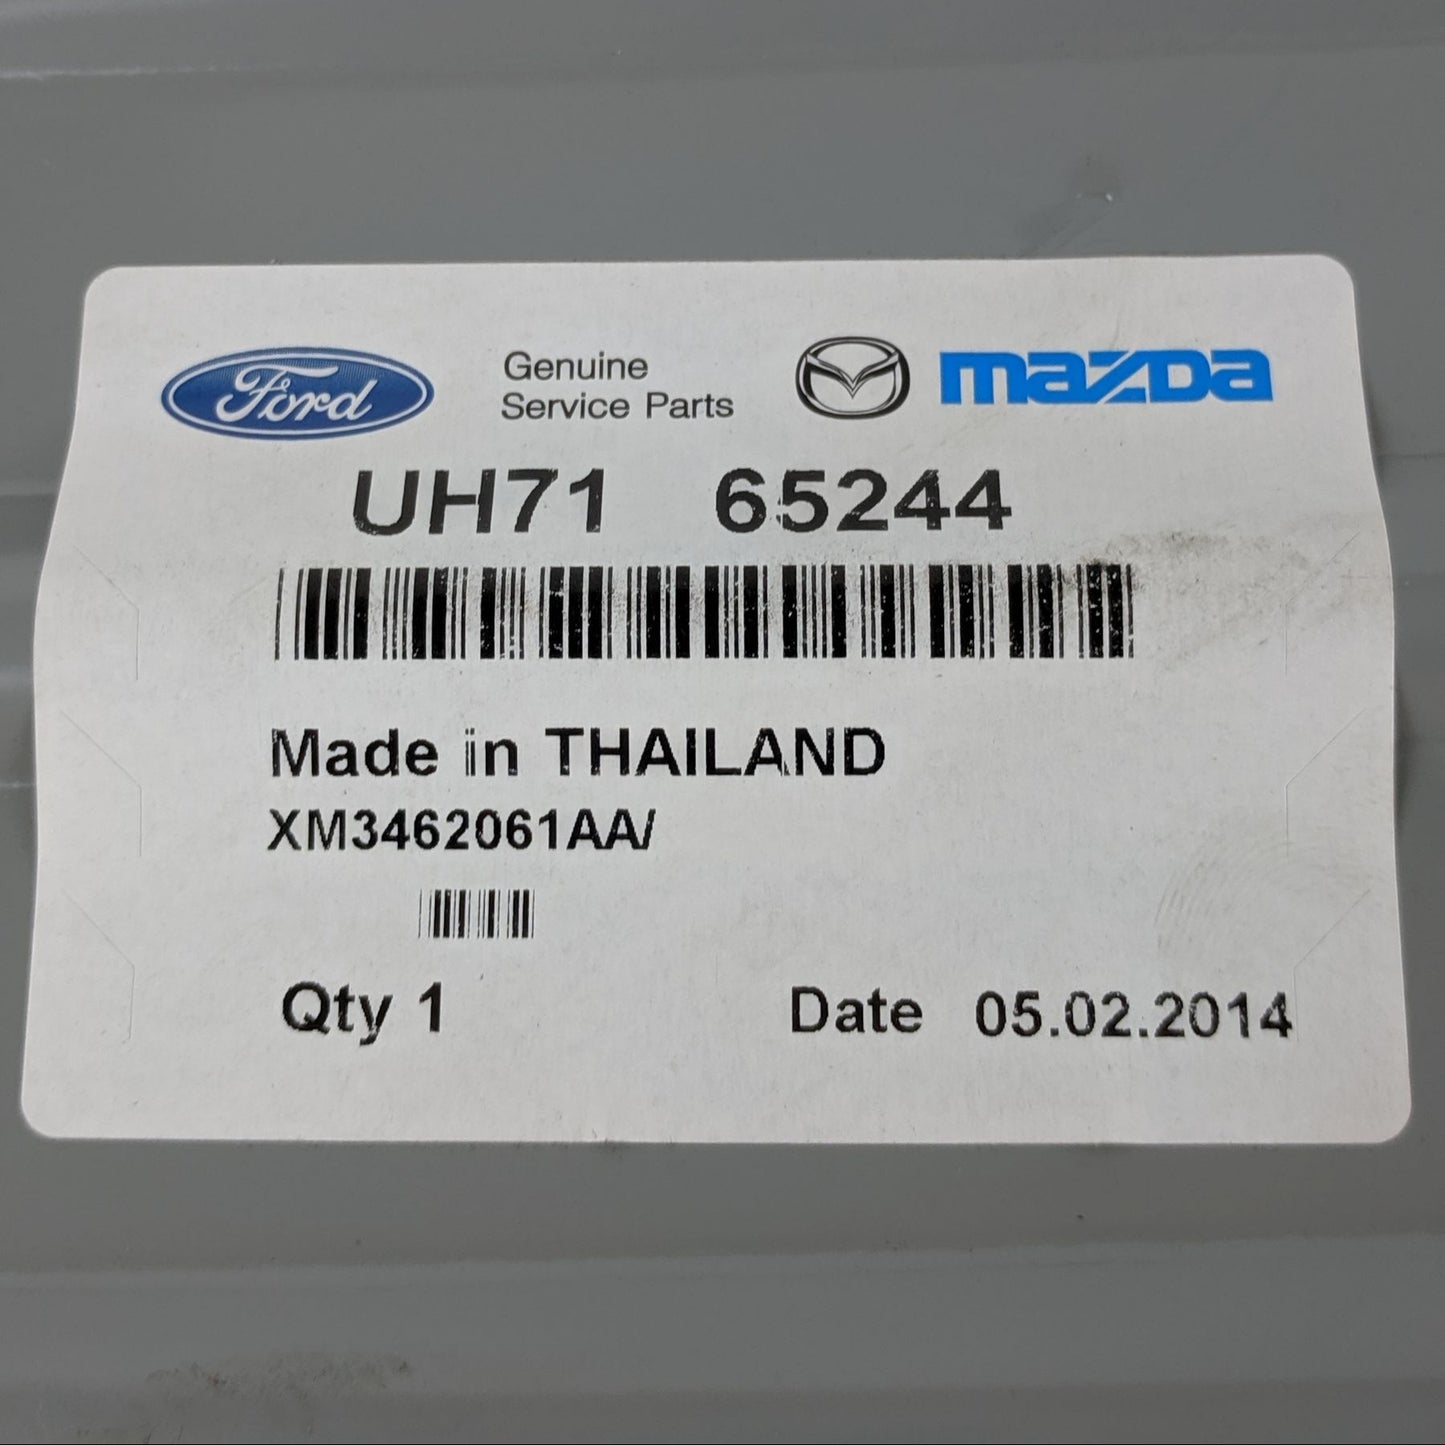 Ford Genuine mazda
Service Parts
UH71 65244
Made in THAILAND
XM3462061AA/
Qty 1 Date 05.02.2014